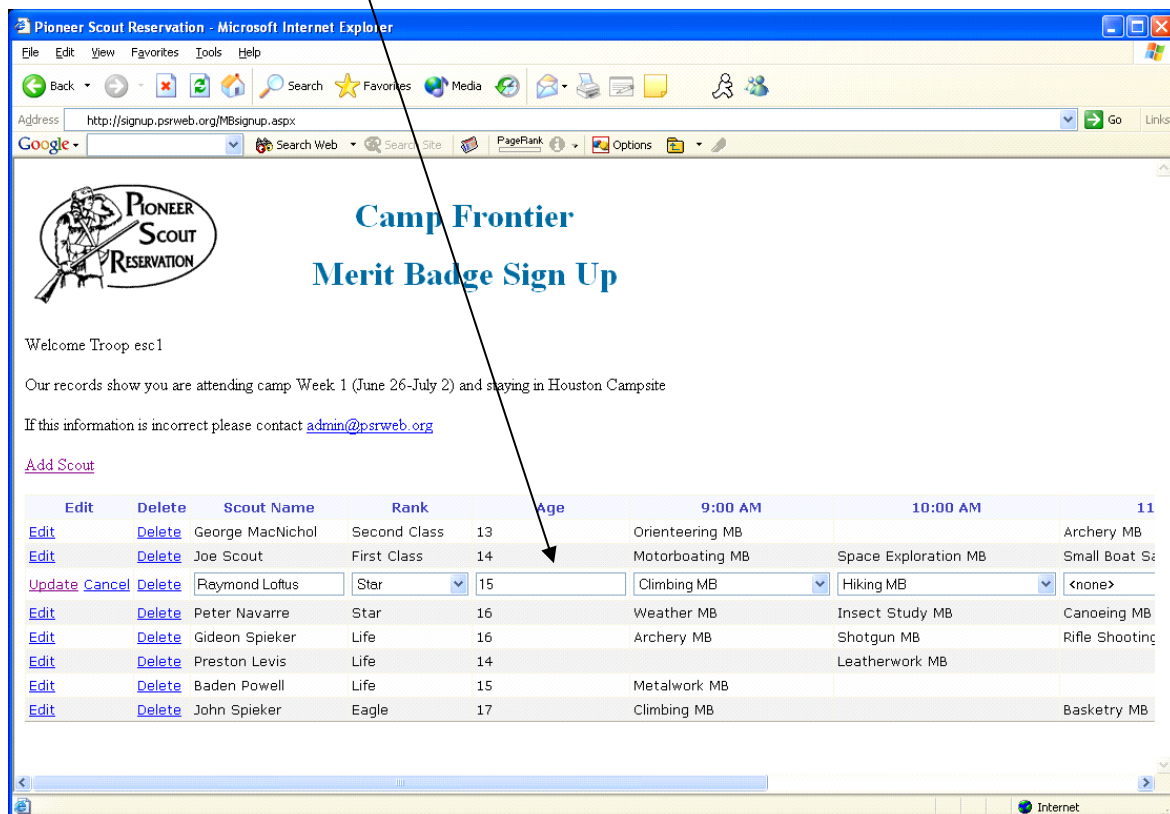 Pioneer Scout Reservation - Microsoft Internet Explorer
File Edit View Favorites Tools Help
Back Search Favorites Media
Address http://signup.psrweb.org/MBsignup.aspx Go Links
Google Search Web Search Site PageRank Options
PIONEER SCOUT RESERVATION
Camp Frontier
Merit Badge Sign Up
Welcome Troop esc1
Our records show you are attending camp Week 1 (June 26-July 2) and staying in Houston Campsite
If this information is incorrect please contact admin@psrweb.org
Add Scout
Edit Delete Scout Name Rank Age 9:00 AM 10:00 AM 11
Edit Delete George MacNichol Second Class 13 Orienteering MB Archery MB
Edit Delete Joe Scout First Class 14 Motorboating MB Space Exploration MB Small Boat Sa
Update Cancel Delete Raymond Loftus Star 15 Climbing MB Hiking MB <none>
Edit Delete Peter Navarre Star 16 Weather MB Insect Study MB Canoeing MB
Edit Delete Gideon Spieker Life 16 Archery MB Shotgun MB Rifle Shooting
Edit Delete Preston Levis Life 14 Leatherwork MB
Edit Delete Baden Powell Life 15 Metalwork MB
Edit Delete John Spieker Eagle 17 Climbing MB Basketry MB
Internet